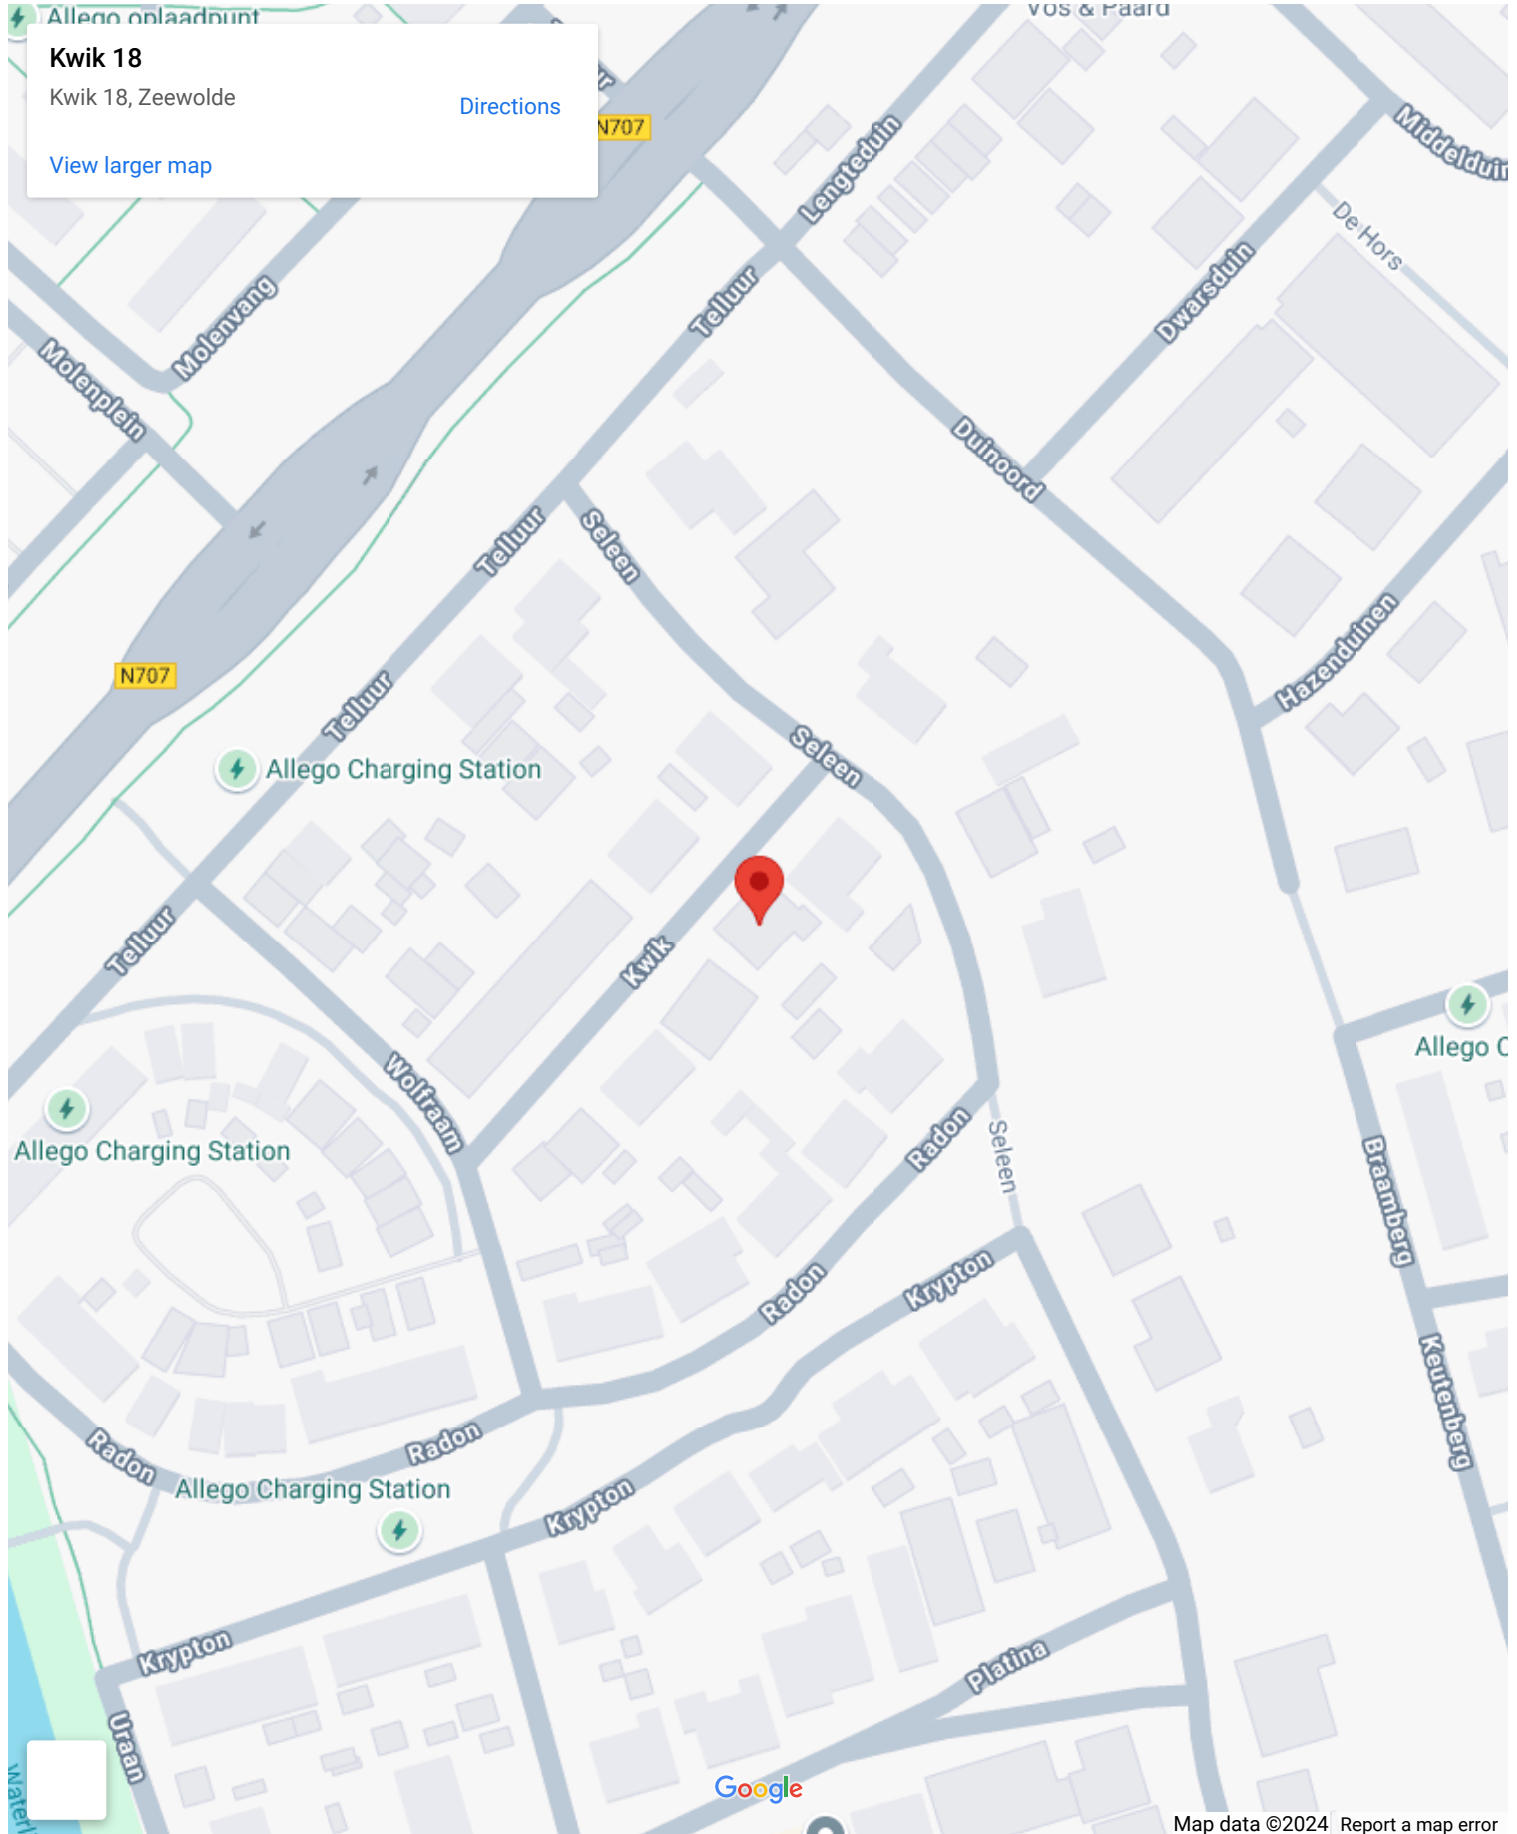 Allego oplaadpunt
Vos & Paard
Kwik 18
Kwik 18, Zeewolde
Directions
View larger map
N707
Lengteduin
Middelduin
De Hors
Molenvang
Telluur
Dwarsduin
Molenplein
Duinoord
Seleen
Telluur
Hazenduinen
N707
Telluur
Seleen
Allego Charging Station
Telluur
Kwik
Wolfraam
Allego C
Allego Charging Station
Radon
Seleen
Braamberg
Krypton
Radon
Keutenberg
Radon
Radon
Allego Charging Station
Krypton
Krypton
Platina
Uraan
Google
Map data ©2024
Report a map error